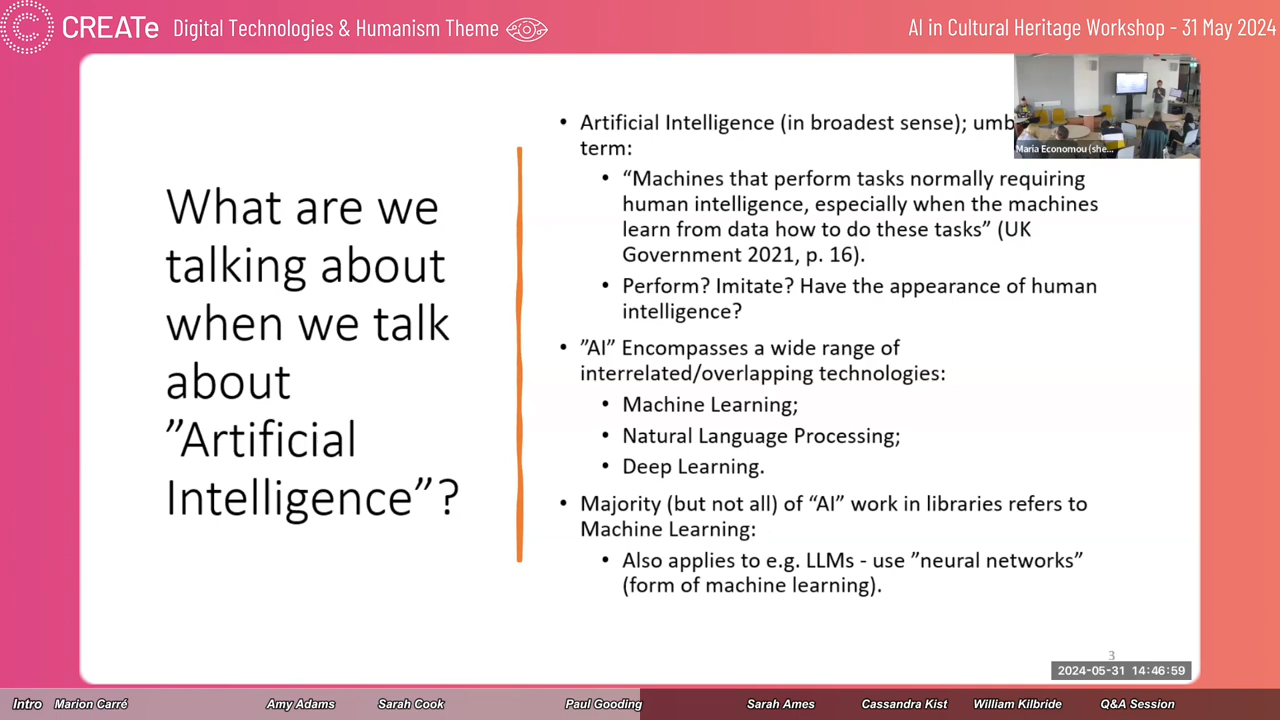 CREATe Digital Technologies & Humanism Theme
AI in Cultural Heritage Workshop - 31 May 2024
What are we
talking about
when we talk
about
”Artificial
Intelligence”?
• Artificial Intelligence (in broadest sense); umb
term:
• “Machines that perform tasks normally requiring
human intelligence, especially when the machines
learn from data how to do these tasks” (UK
Government 2021, p. 16).
• Perform? Imitate? Have the appearance of human
intelligence?
• ”AI” Encompasses a wide range of
interrelated/overlapping technologies:
• Machine Learning;
• Natural Language Processing;
• Deep Learning.
• Majority (but not all) of “AI” work in libraries refers to
Machine Learning:
• Also applies to e.g. LLMs - use ”neural networks”
(form of machine learning).
Maria Economou (she...
3
2024-05-31 14:46:59
Intro Marion Carré Amy Adams Sarah Cook Paul Gooding Sarah Ames Cassandra Kist William Kilbride Q&A Session